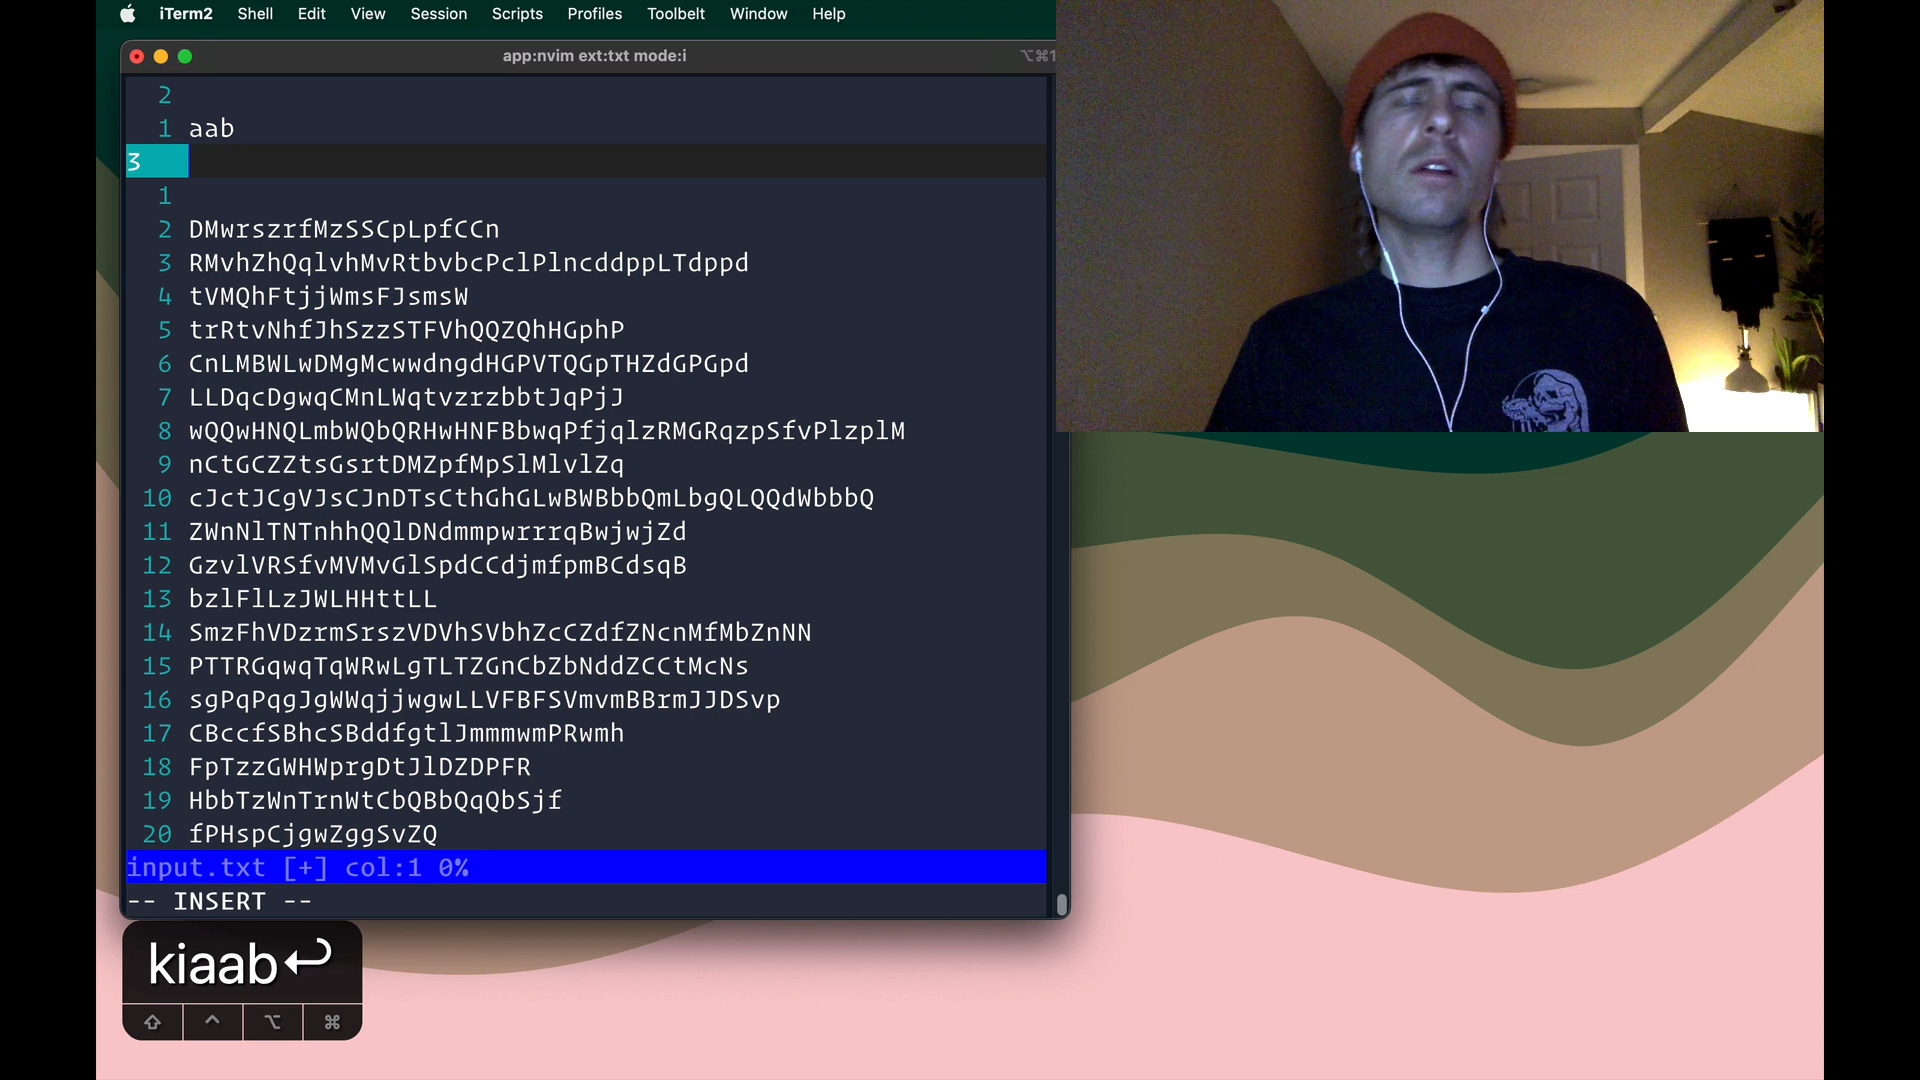 iTerm2 Shell Edit View Session Scripts Profiles Toolbelt Window Help
app:nvim ext:txt mode:i ⌥⌘1
2
1 aab
3
1
2 DMwrszrfMzSSCpLpfCCn
3 RMvhZhQqlvhMvRtbvbcPclPlncddppLTdppd
4 tVMQhFtjjWmsFJsmsW
5 trRtvNhfJhSzzSTFVhQQZQhHGphP
6 CnLMBWLwDMgMcwwdngdHGPVTQGpTHZdGPGpd
7 LLDqcDgwqCMnLWqtvzrzbbtJqPjJ
8 wQQwHNQLmbWQbQRHwHNFBbwqPfjqlzRMGRqzpSfvPlzplM
9 nCtGCZZtsGsrtDMZpfMpSlMlvlZq
10 cJctJCgVJsCJnDTsCthGhGLwBWBbbQmLbgQLQQdWbbbQ
11 ZWnNlTNTnhhQQlDNdmmpwrrrqBwjwjZd
12 GzvlVRSfvMVMvGlSpdCCdjmfpmBCdsqB
13 bzlFlLzJWLHHttLL
14 SmzFhVDzrmSrszVDVhSVbhZcCZdfZNcnMfMbZnNN
15 PTTRGqwqTqWRwLgTLTZGnCbZbNddZCCtMcNs
16 sgPqPqgJgWWqjjwgwLLVFBFSVmvmBBrmJJDSvp
17 CBccfSBhcSBddfgtlJmmmwmPRwmh
18 FpTzzGWHWprgDtJlDZDPFR
19 HbbTzWnTrnWtCbQBbQqQbSjf
20 fPHspCjgwZggSvZQ
input.txt [+] col:1 0%
-- INSERT --
kiaab↩
⇧ ⌃ ⌥ ⌘